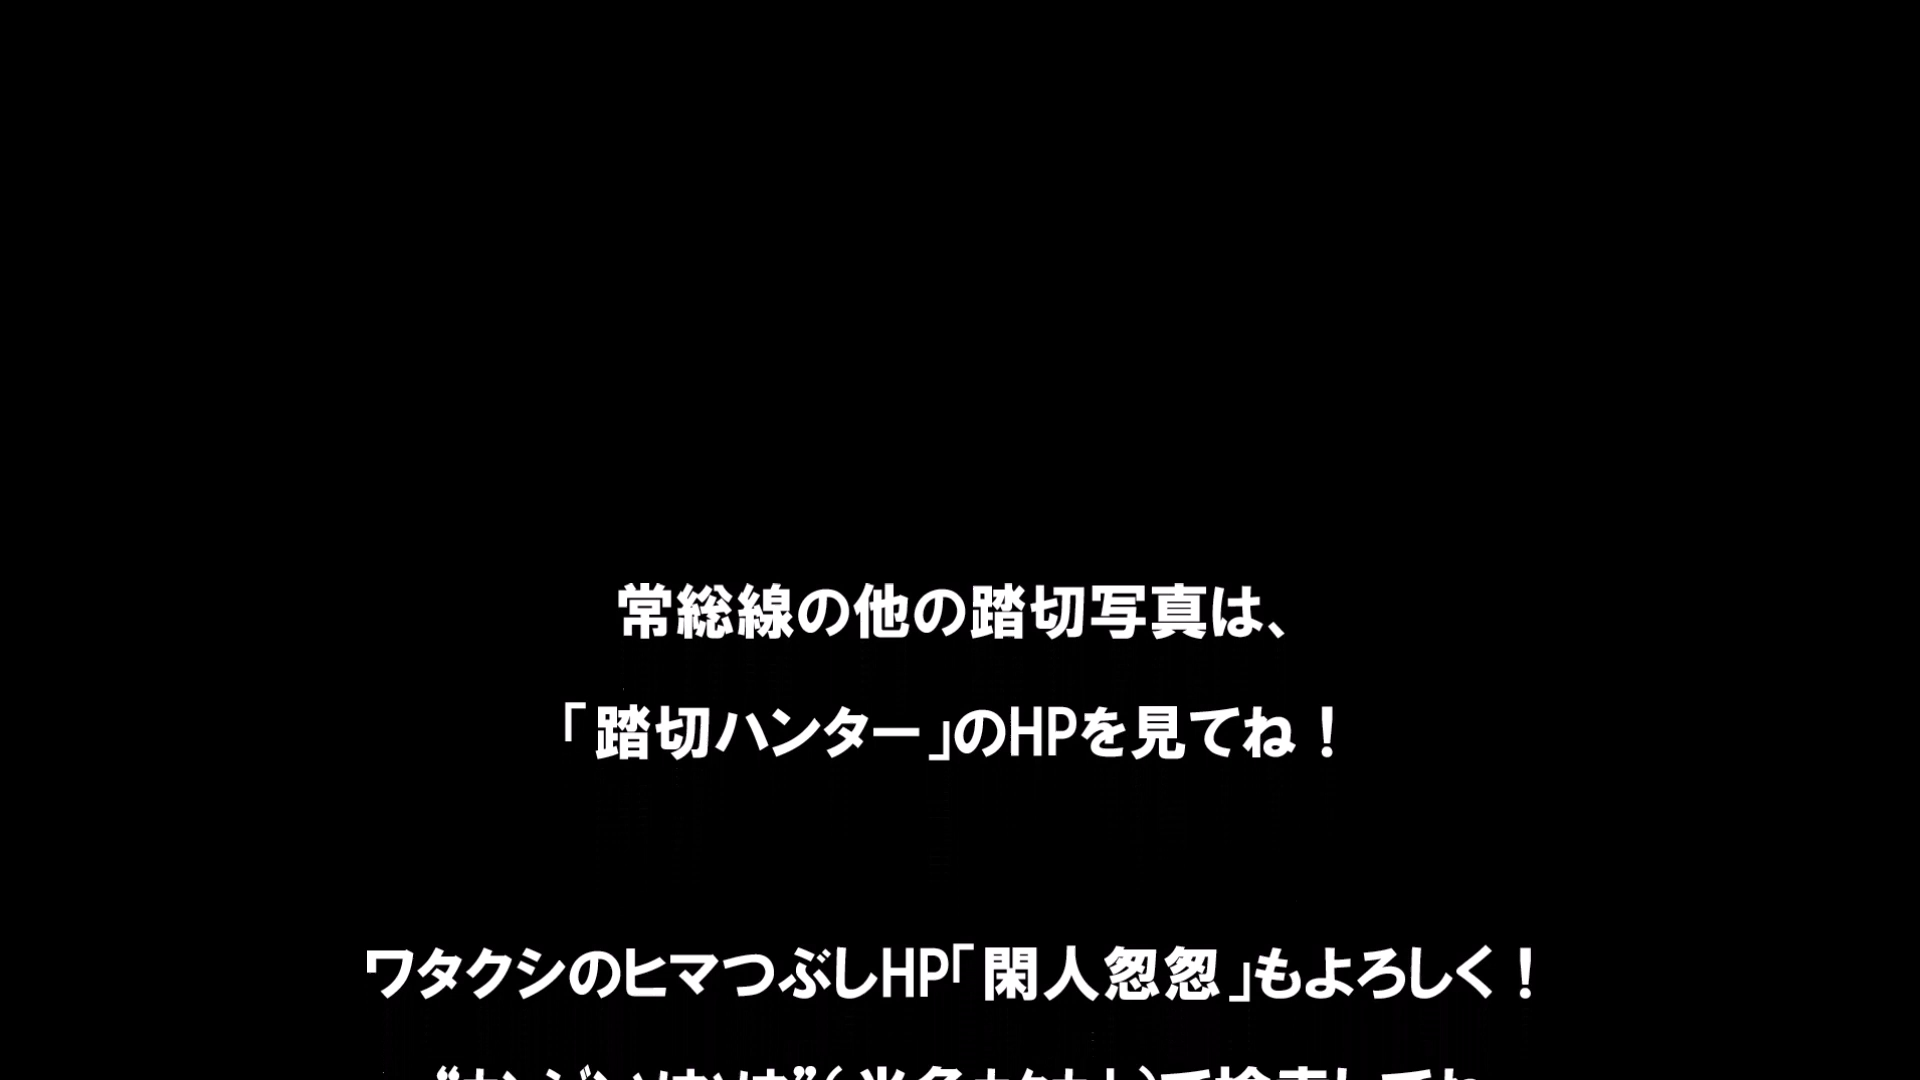 常総線の他の踏切写真は、
「踏切ハンター」のHPを見てね！
ワタクシのヒマつぶしHP「閑人怱怱」もよろしく！